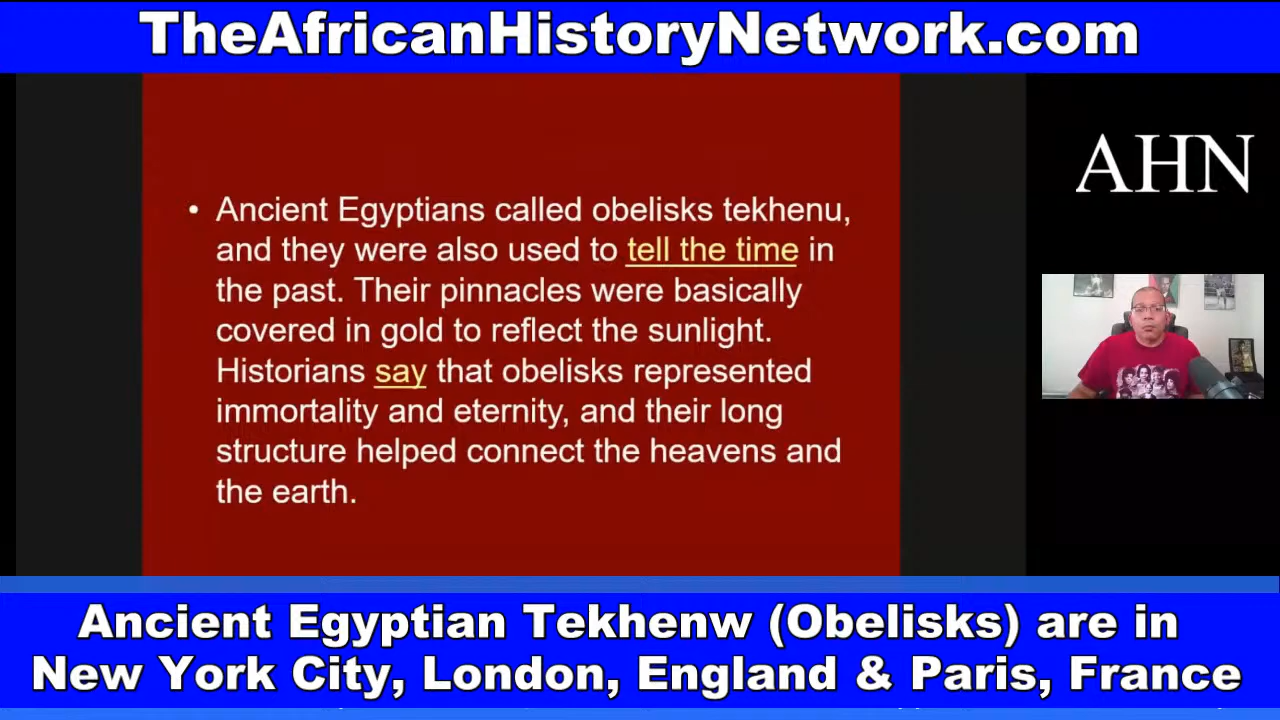 TheAfricanHistoryNetwork.com
AHN
• Ancient Egyptians called obelisks tekhenu,
and they were also used to tell the time in
the past. Their pinnacles were basically
covered in gold to reflect the sunlight.
Historians say that obelisks represented
immortality and eternity, and their long
structure helped connect the heavens and
the earth.
Ancient Egyptian Tekhenw (Obelisks) are in
New York City, London, England & Paris, France